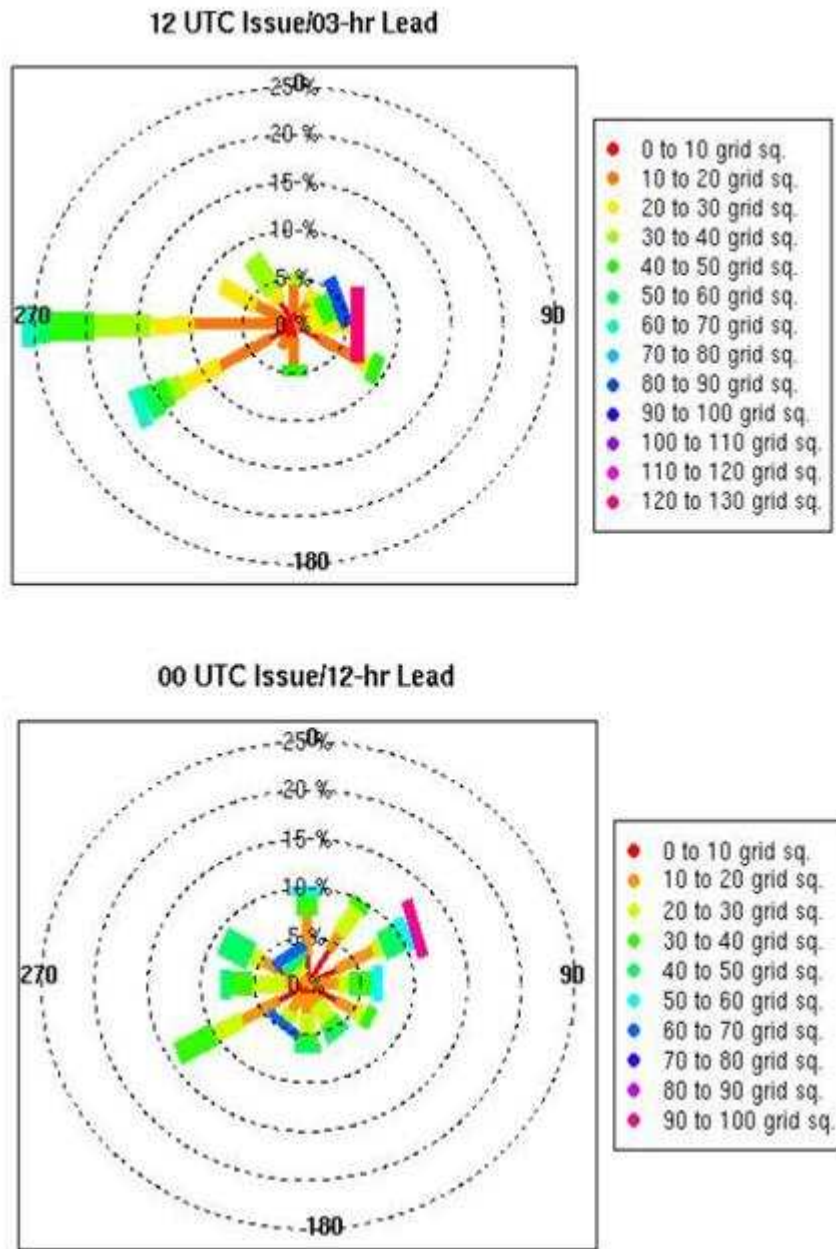 12 UTC Issue/03-hr Lead
0
25 %
20 %
15 %
10 %
5 %
0 %
270
90
180
0 to 10 grid sq.
10 to 20 grid sq.
20 to 30 grid sq.
30 to 40 grid sq.
40 to 50 grid sq.
50 to 60 grid sq.
60 to 70 grid sq.
70 to 80 grid sq.
80 to 90 grid sq.
90 to 100 grid sq.
100 to 110 grid sq.
110 to 120 grid sq.
120 to 130 grid sq.
00 UTC Issue/12-hr Lead
0
25 %
20 %
15 %
10 %
5 %
0 %
270
90
180
0 to 10 grid sq.
10 to 20 grid sq.
20 to 30 grid sq.
30 to 40 grid sq.
40 to 50 grid sq.
50 to 60 grid sq.
60 to 70 grid sq.
70 to 80 grid sq.
80 to 90 grid sq.
90 to 100 grid sq.